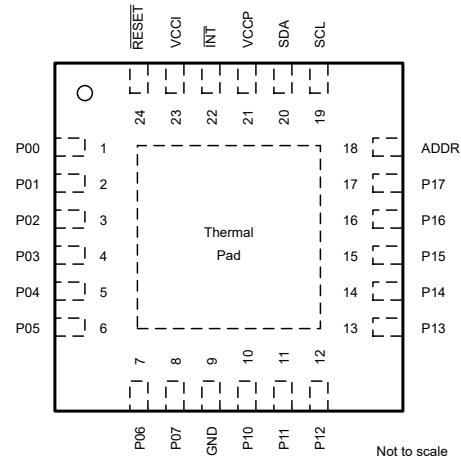 R̅E̅S̅E̅T̅
VCCI
I̅N̅T̅
VCCP
SDA
SCL
24
23
22
21
20
19
P00 1
P01 2
P02 3
P03 4
P04 5
P05 6
18 ADDR
17 P17
16 P16
15 P15
14 P14
13 P13
Thermal
Pad
7
8
9
10
11
12
P06
P07
GND
P10
P11
P12
Not to scale